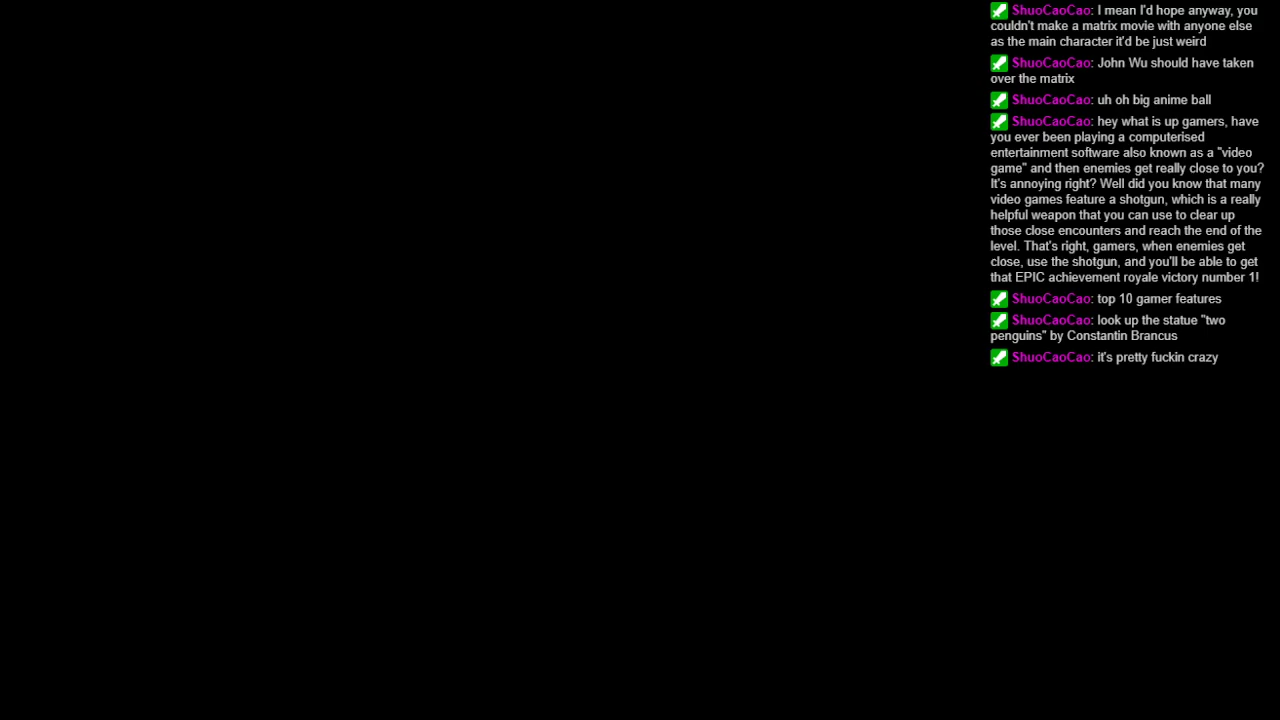 ShuoCaoCao: I mean I'd hope anyway, you
couldn't make a matrix movie with anyone else
as the main character it'd be just weird
ShuoCaoCao: John Wu should have taken
over the matrix
ShuoCaoCao: uh oh big anime ball
ShuoCaoCao: hey what is up gamers, have
you ever been playing a computerised
entertainment software also known as a "video
game" and then enemies get really close to you?
It's annoying right? Well did you know that many
video games feature a shotgun, which is a really
helpful weapon that you can use to clear up
those close encounters and reach the end of the
level. That's right, gamers, when enemies get
close, use the shotgun, and you'll be able to get
that EPIC achievement royale victory number 1!
ShuoCaoCao: top 10 gamer features
ShuoCaoCao: look up the statue "two
penguins" by Constantin Brancus
ShuoCaoCao: it's pretty fuckin crazy